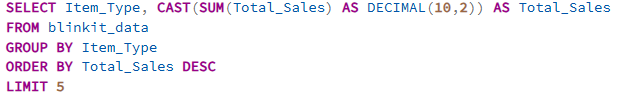 SELECT Item_Type, CAST(SUM(Total_Sales) AS DECIMAL(10,2)) AS Total_Sales
FROM blinkit_data
GROUP BY Item_Type
ORDER BY Total_Sales DESC
LIMIT 5